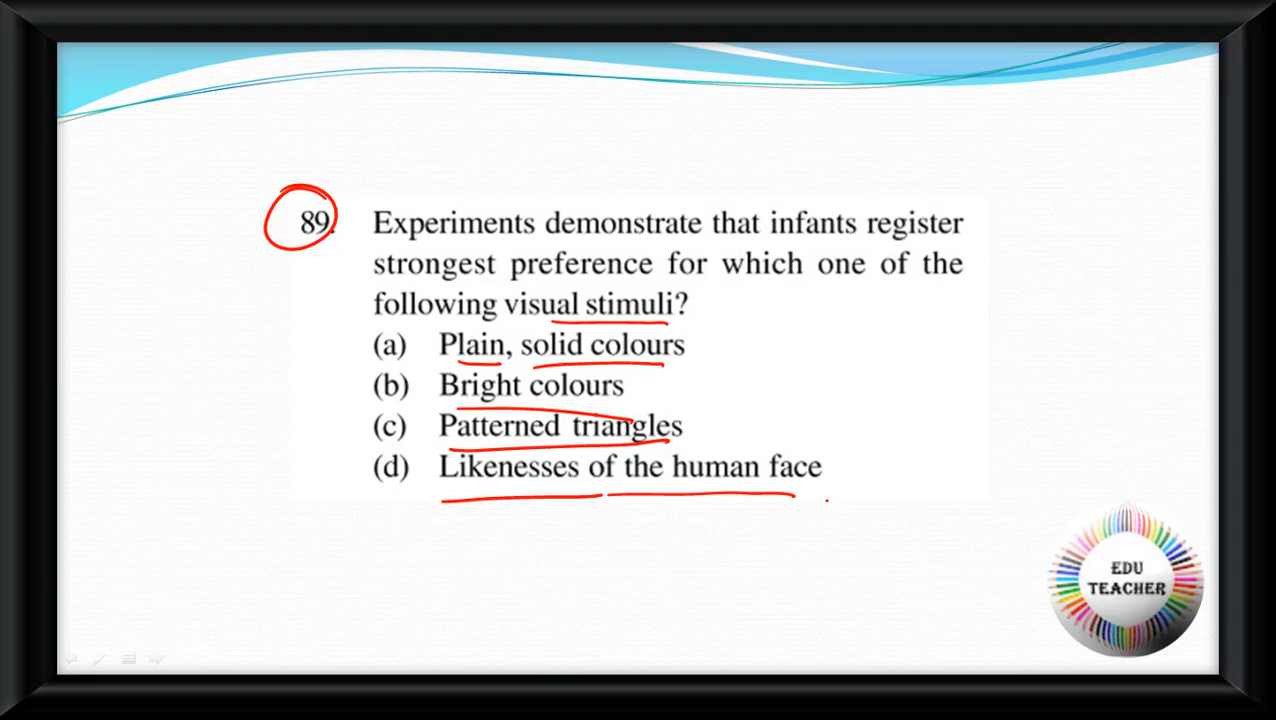 89. Experiments demonstrate that infants register
strongest preference for which one of the
following visual stimuli?
(a) Plain, solid colours
(b) Bright colours
(c) Patterned triangles
(d) Likenesses of the human face
EDU
TEACHER